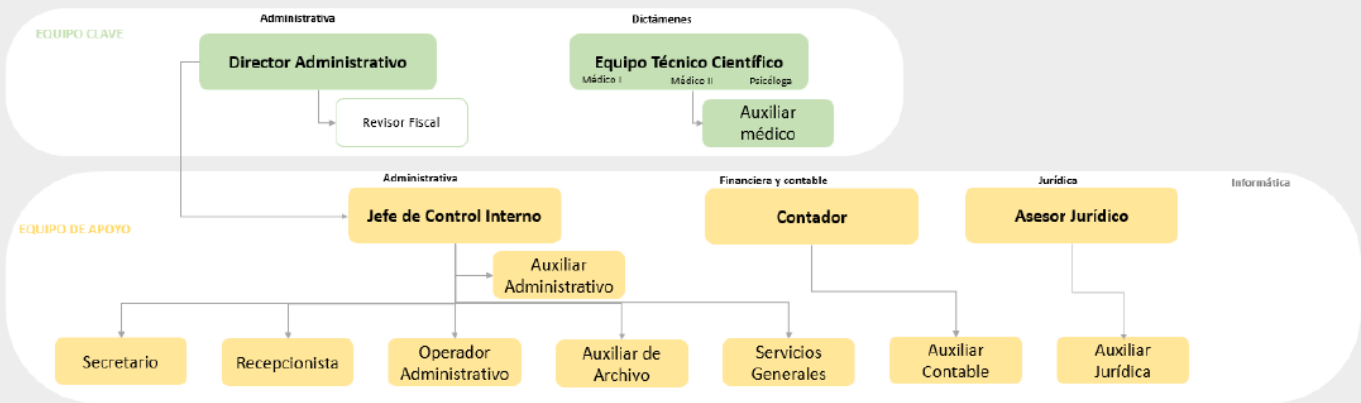 Administrativa
Dictámenes
EQUIPO CLAVE
Director Administrativo
Equipo Técnico Científico
Médico I
Médico II
Psicóloga
Revisor Fiscal
Auxiliar
médico
Administrativa
Financiera y contable
Jurídica
Informática
Jefe de Control Interno
Contador
Asesor Jurídico
EQUIPO DE APOYO
Auxiliar
Administrativo
Secretario
Recepcionista
Operador
Administrativo
Auxiliar de
Archivo
Servicios
Generales
Auxiliar
Contable
Auxiliar
Jurídica